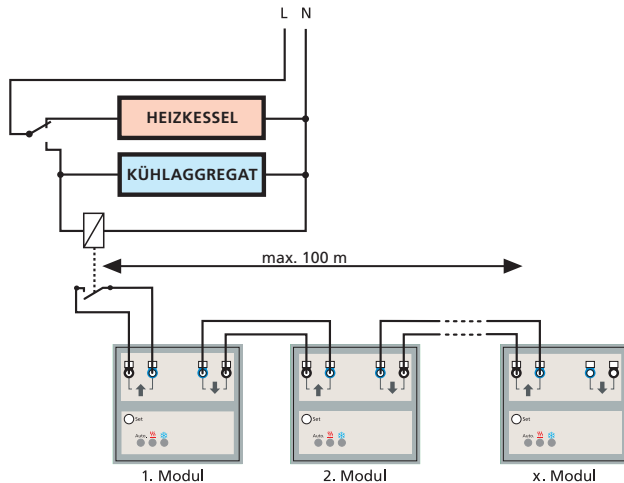 L N
HEIZKESSEL
KÜHLAGGREGAT
max. 100 m
Set Set Set
Auto. Auto. Auto.
1. Modul 2. Modul x. Modul